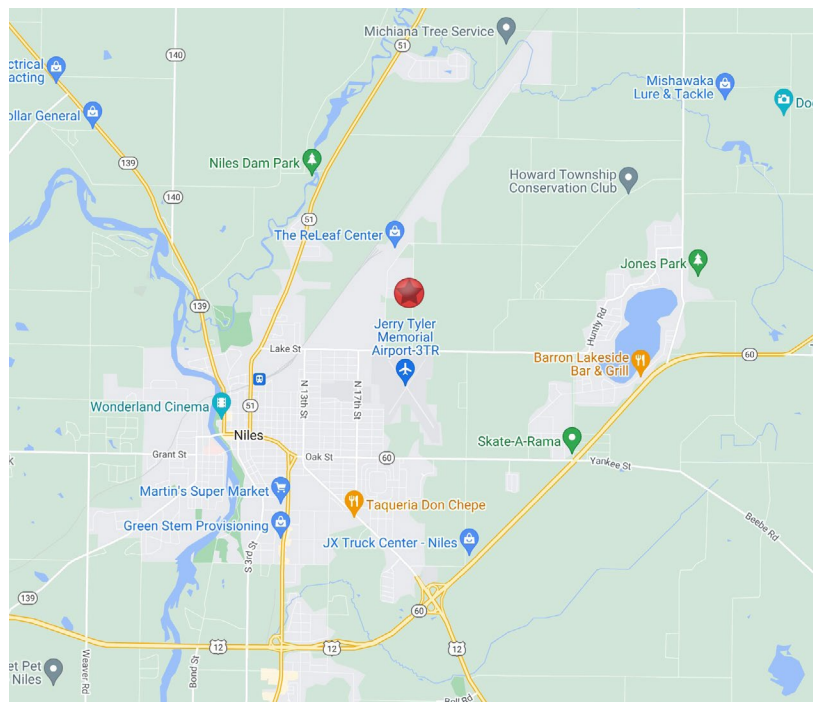 Michiana Tree Service
51
140
ctrical
acting
Mishawaka
Lure & Tackle
Do
ollar General
139
Niles Dam Park
Howard Township
Conservation Club
140
51
The ReLeaf Center
Jones Park
139
Jerry Tyler
Memorial
Airport-3TR
Huntly Rd
Lake St
60
Barron Lakeside
Bar & Grill
N 13th St
N 17th St
Wonderland Cinema
51
Niles
Skate-A-Rama
Grant St
Oak St
60
K
Yankee St
Martin's Super Market
Taqueria Don Chepe
Green Stem Provisioning
Beebe Rd
JX Truck Center - Niles
S 3rd St
139
60
12
12
12
et Pet
Niles
Weaver Rd
Bond St
Bell Rd